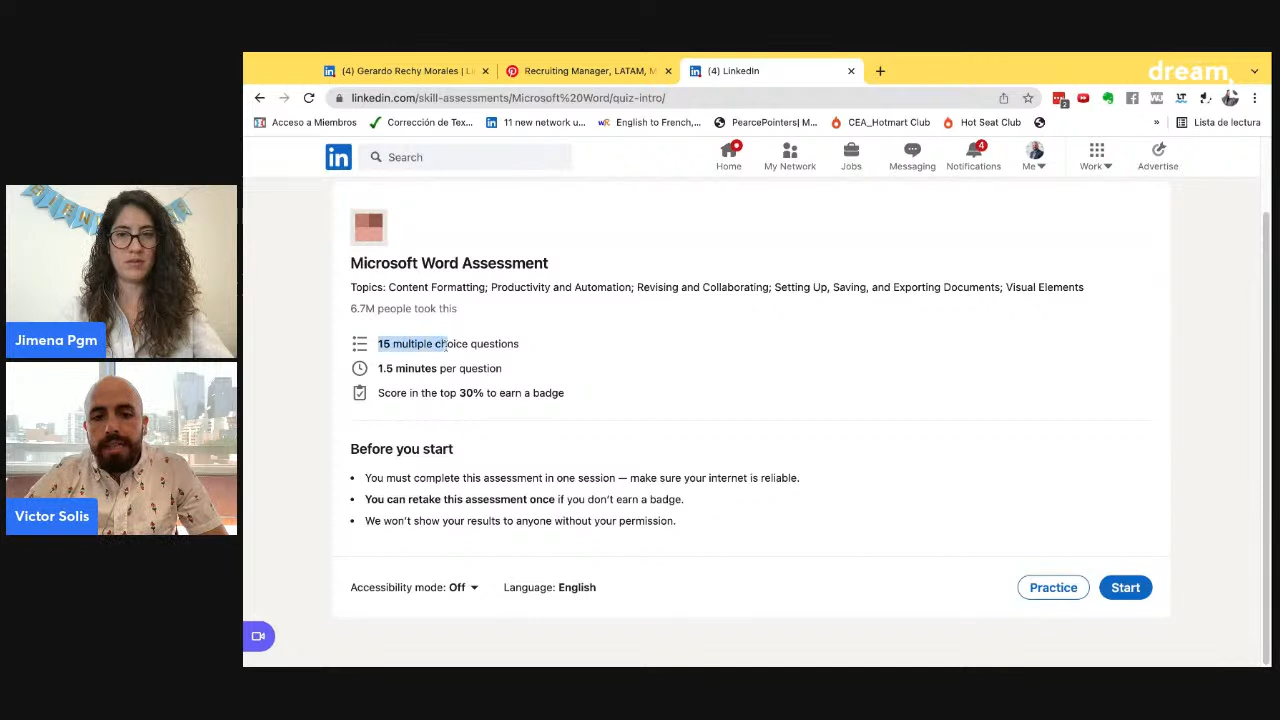 (4) Gerardo Rechy Morales | Li
Recruiting Manager, LATAM, M
(4) LinkedIn
dream
linkedin.com/skill-assessments/Microsoft%20Word/quiz-intro/
Acceso a Miembros
Corrección de Tex...
11 new network u...
English to French,...
PearcePointers| M...
CEA_Hotmart Club
Hot Seat Club
»
Lista de lectura
in
Search
Home
My Network
Jobs
Messaging
4
Notifications
Me
Work
Advertise
Microsoft Word Assessment
Topics: Content Formatting; Productivity and Automation; Revising and Collaborating; Setting Up, Saving, and Exporting Documents; Visual Elements
6.7M people took this
15 multiple choice questions
1.5 minutes per question
Score in the top 30% to earn a badge
Before you start
• You must complete this assessment in one session — make sure your internet is reliable.
• You can retake this assessment once if you don't earn a badge.
• We won't show your results to anyone without your permission.
Accessibility mode: Off
Language: English
Practice
Start
Jimena Pgm
Victor Solis